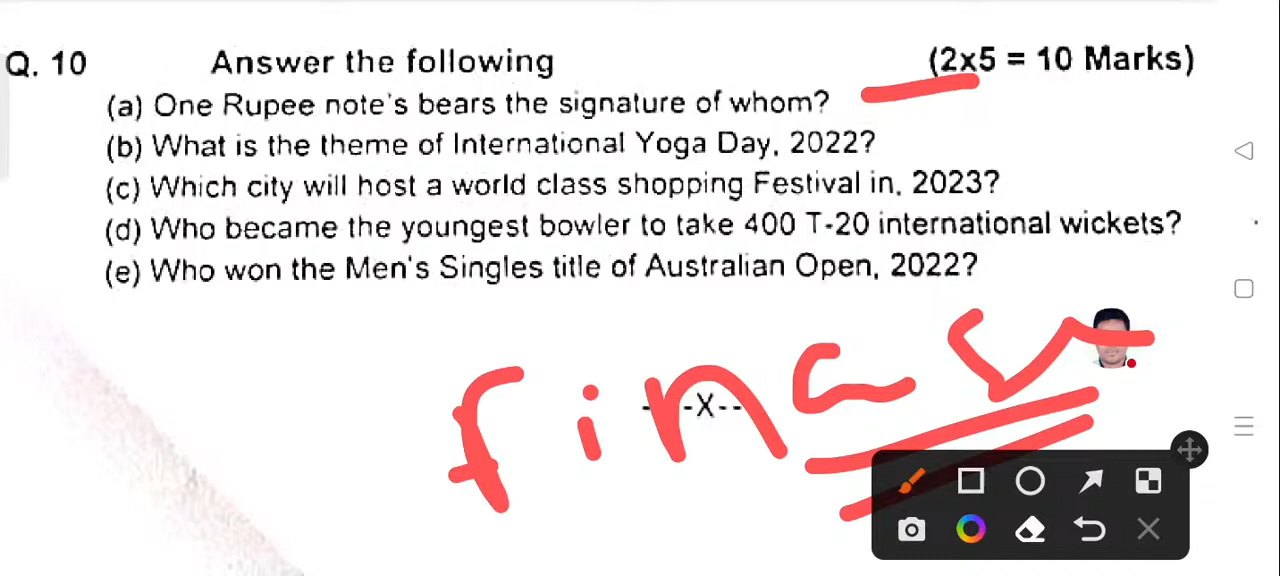 Q. 10 Answer the following (2x5 = 10 Marks)
(a) One Rupee note's bears the signature of whom?
(b) What is the theme of International Yoga Day, 2022?
(c) Which city will host a world class shopping Festival in, 2023?
(d) Who became the youngest bowler to take 400 T-20 international wickets?
(e) Who won the Men's Singles title of Australian Open, 2022?
-X--